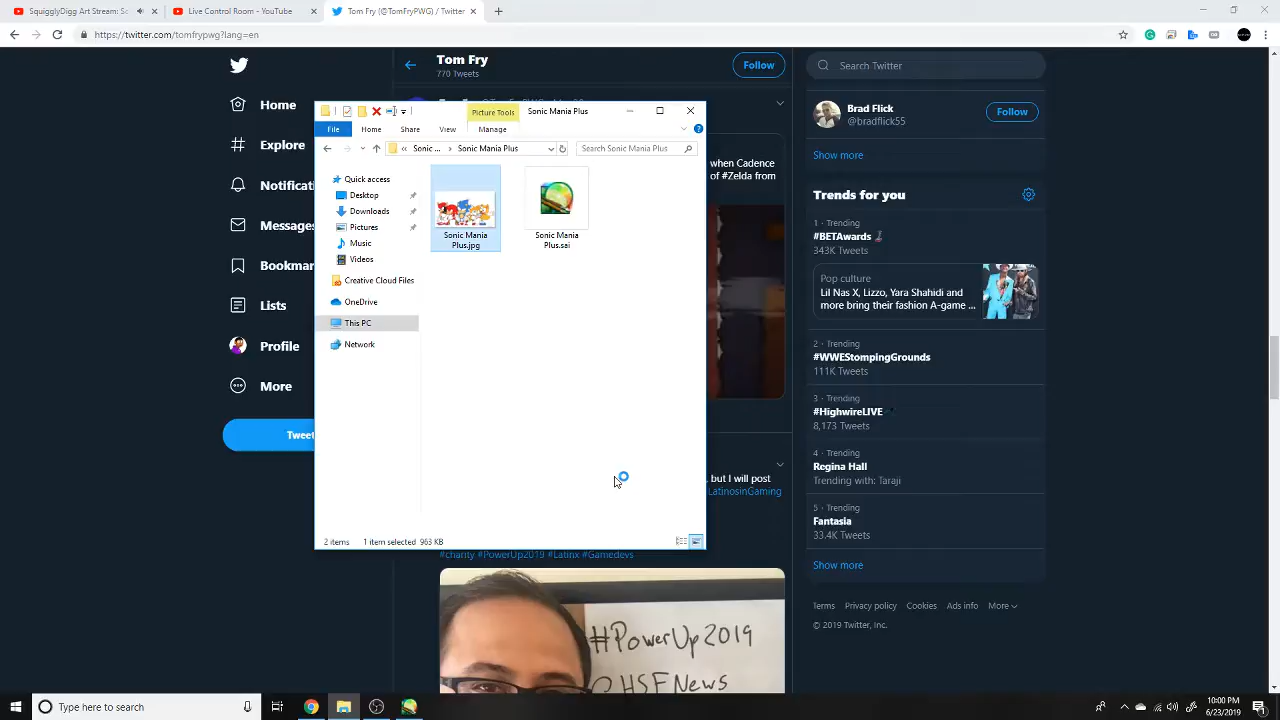 SquigglyDigg Art Stream: So
Live Control Room - YouTube
Tom Fry (@TomFryPWG) / Twitter
https://twitter.com/tomfrypwg?lang=en
Tom Fry
770 Tweets
Follow
Search Twitter
Home
Explore
Notificati
Messages
Bookmar
Lists
Profile
More
Tweet
Picture Tools
Sonic Mania Plus
File
Home
Share
View
Manage
Sonic ...
Sonic Mania Plus
Search Sonic Mania Plus
Quick access
Desktop
Downloads
Pictures
Music
Videos
Creative Cloud Files
OneDrive
This PC
Network
Sonic Mania
Plus.jpg
Sonic Mania
Plus.sai
2 items
1 item selected 963 KB
when Cadence
of #Zelda from
, but I will post
LatinosinGaming
#charity #PowerUp2019 #Latinx #Gamedevs
#PowerUp2019
@HSFNews
Brad Flick
@bradflick55
Follow
Show more
Trends for you
1 · Trending
#BETAwards
343K Tweets
Pop culture
Lil Nas X, Lizzo, Yara Shahidi and
more bring their fashion A-game ...
2 · Trending
#WWEStompingGrounds
111K Tweets
3 · Trending
#HighwireLIVE
8,173 Tweets
4 · Trending
Regina Hall
Trending with: Taraji
5 · Trending
Fantasia
33.4K Tweets
Show more
Terms Privacy policy Cookies Ads info More
© 2019 Twitter, Inc.
Type here to search
10:00 PM
6/23/2019